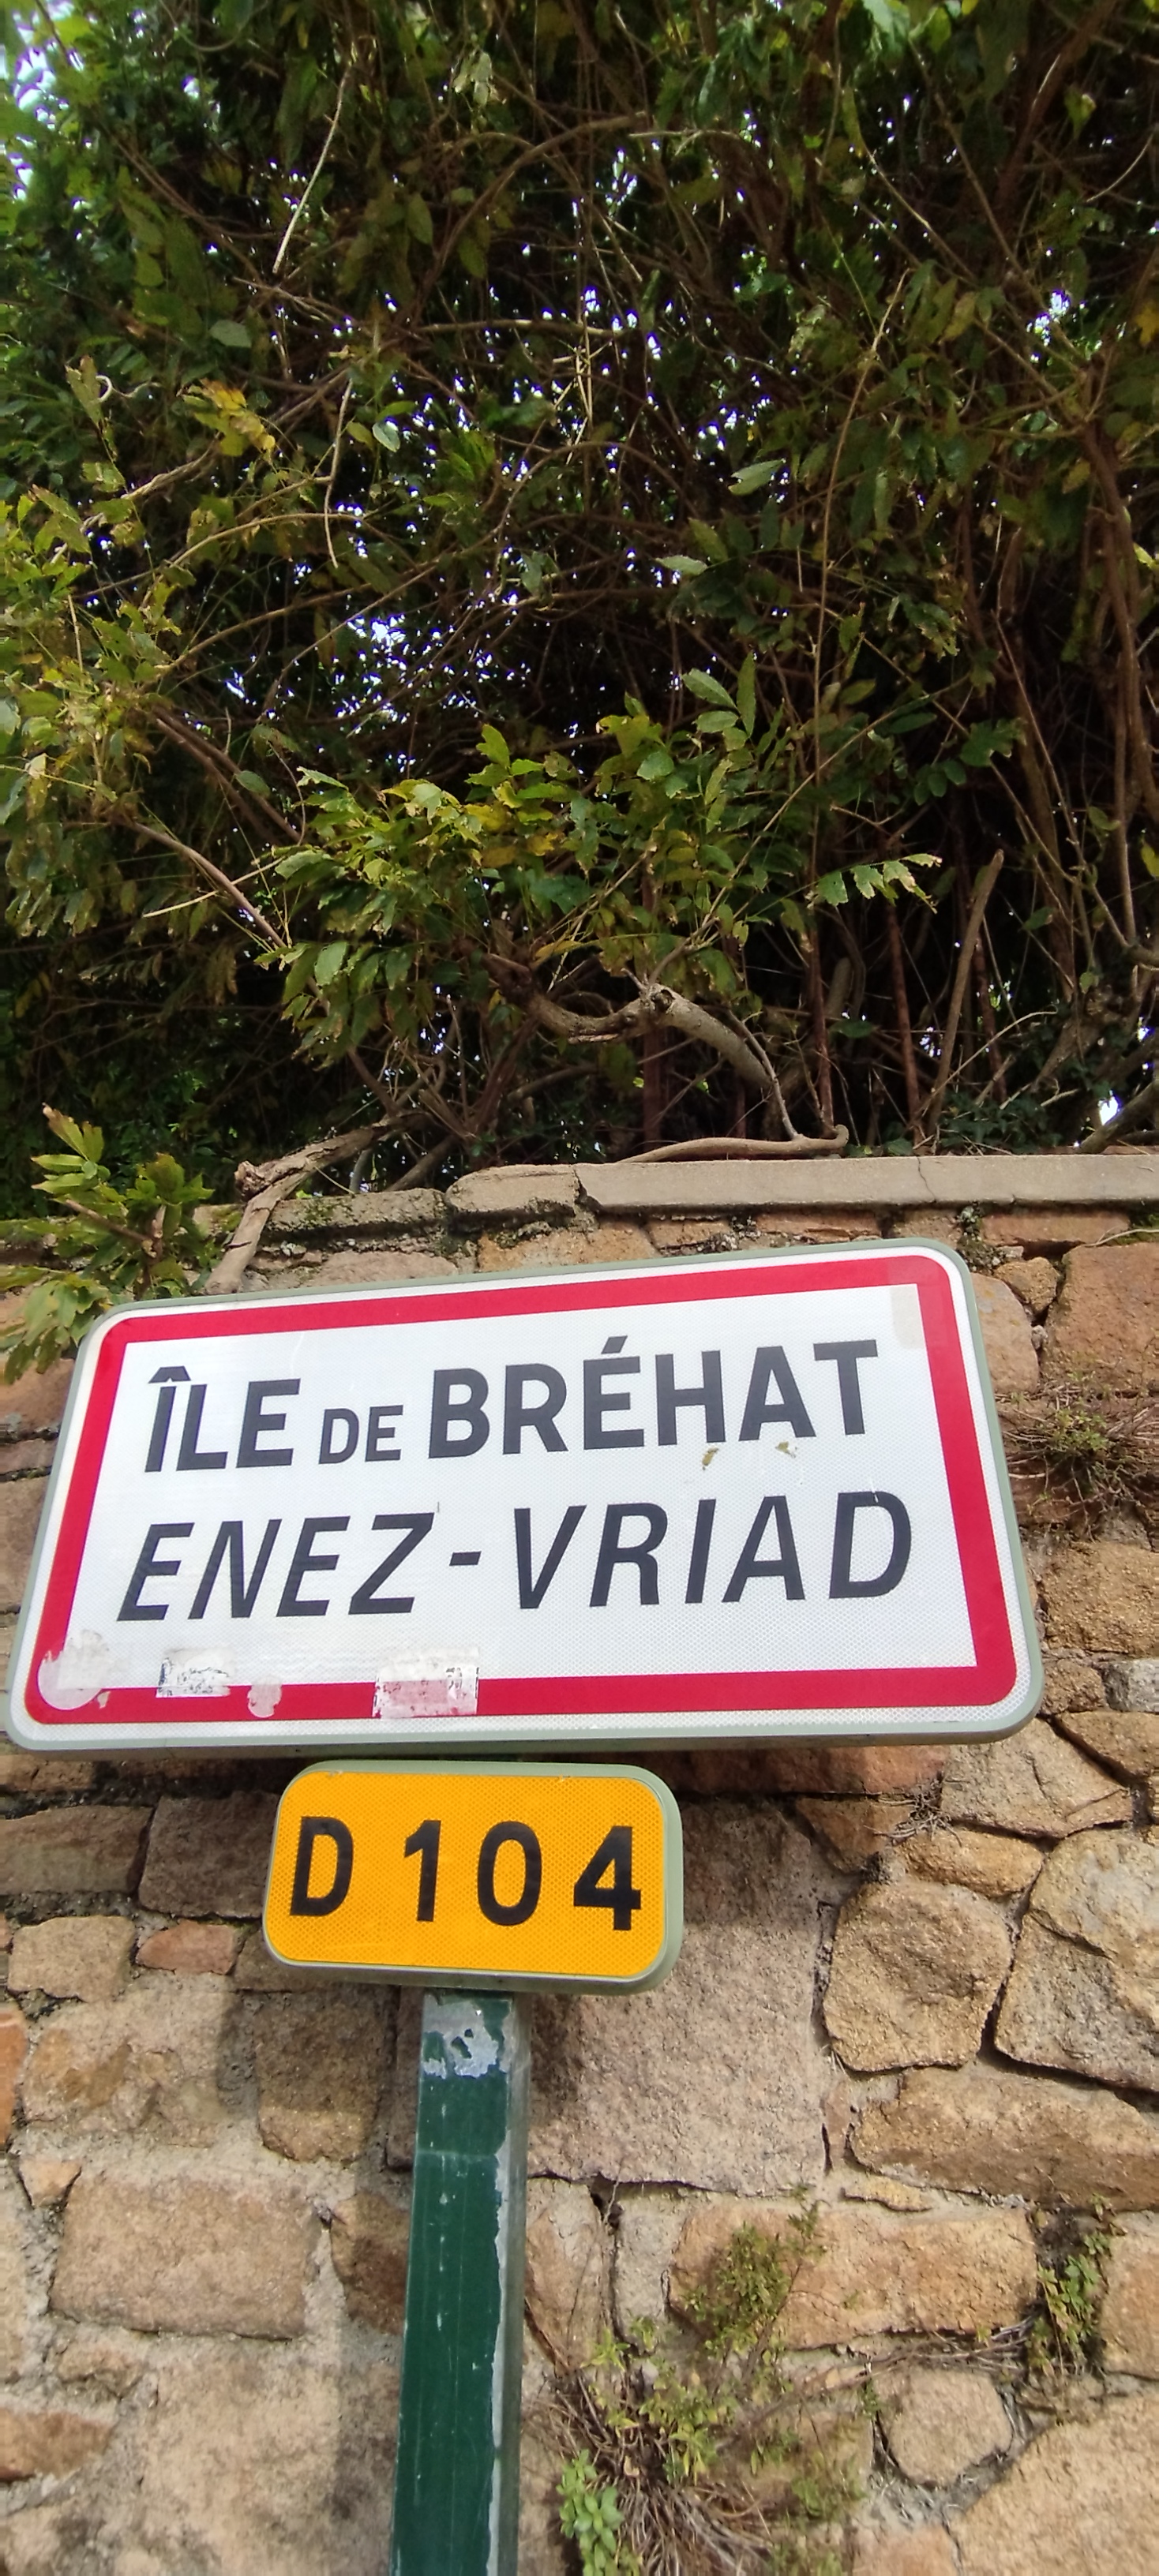 ÎLE DE BRÉHAT
ENEZ-VRIAD
D 104